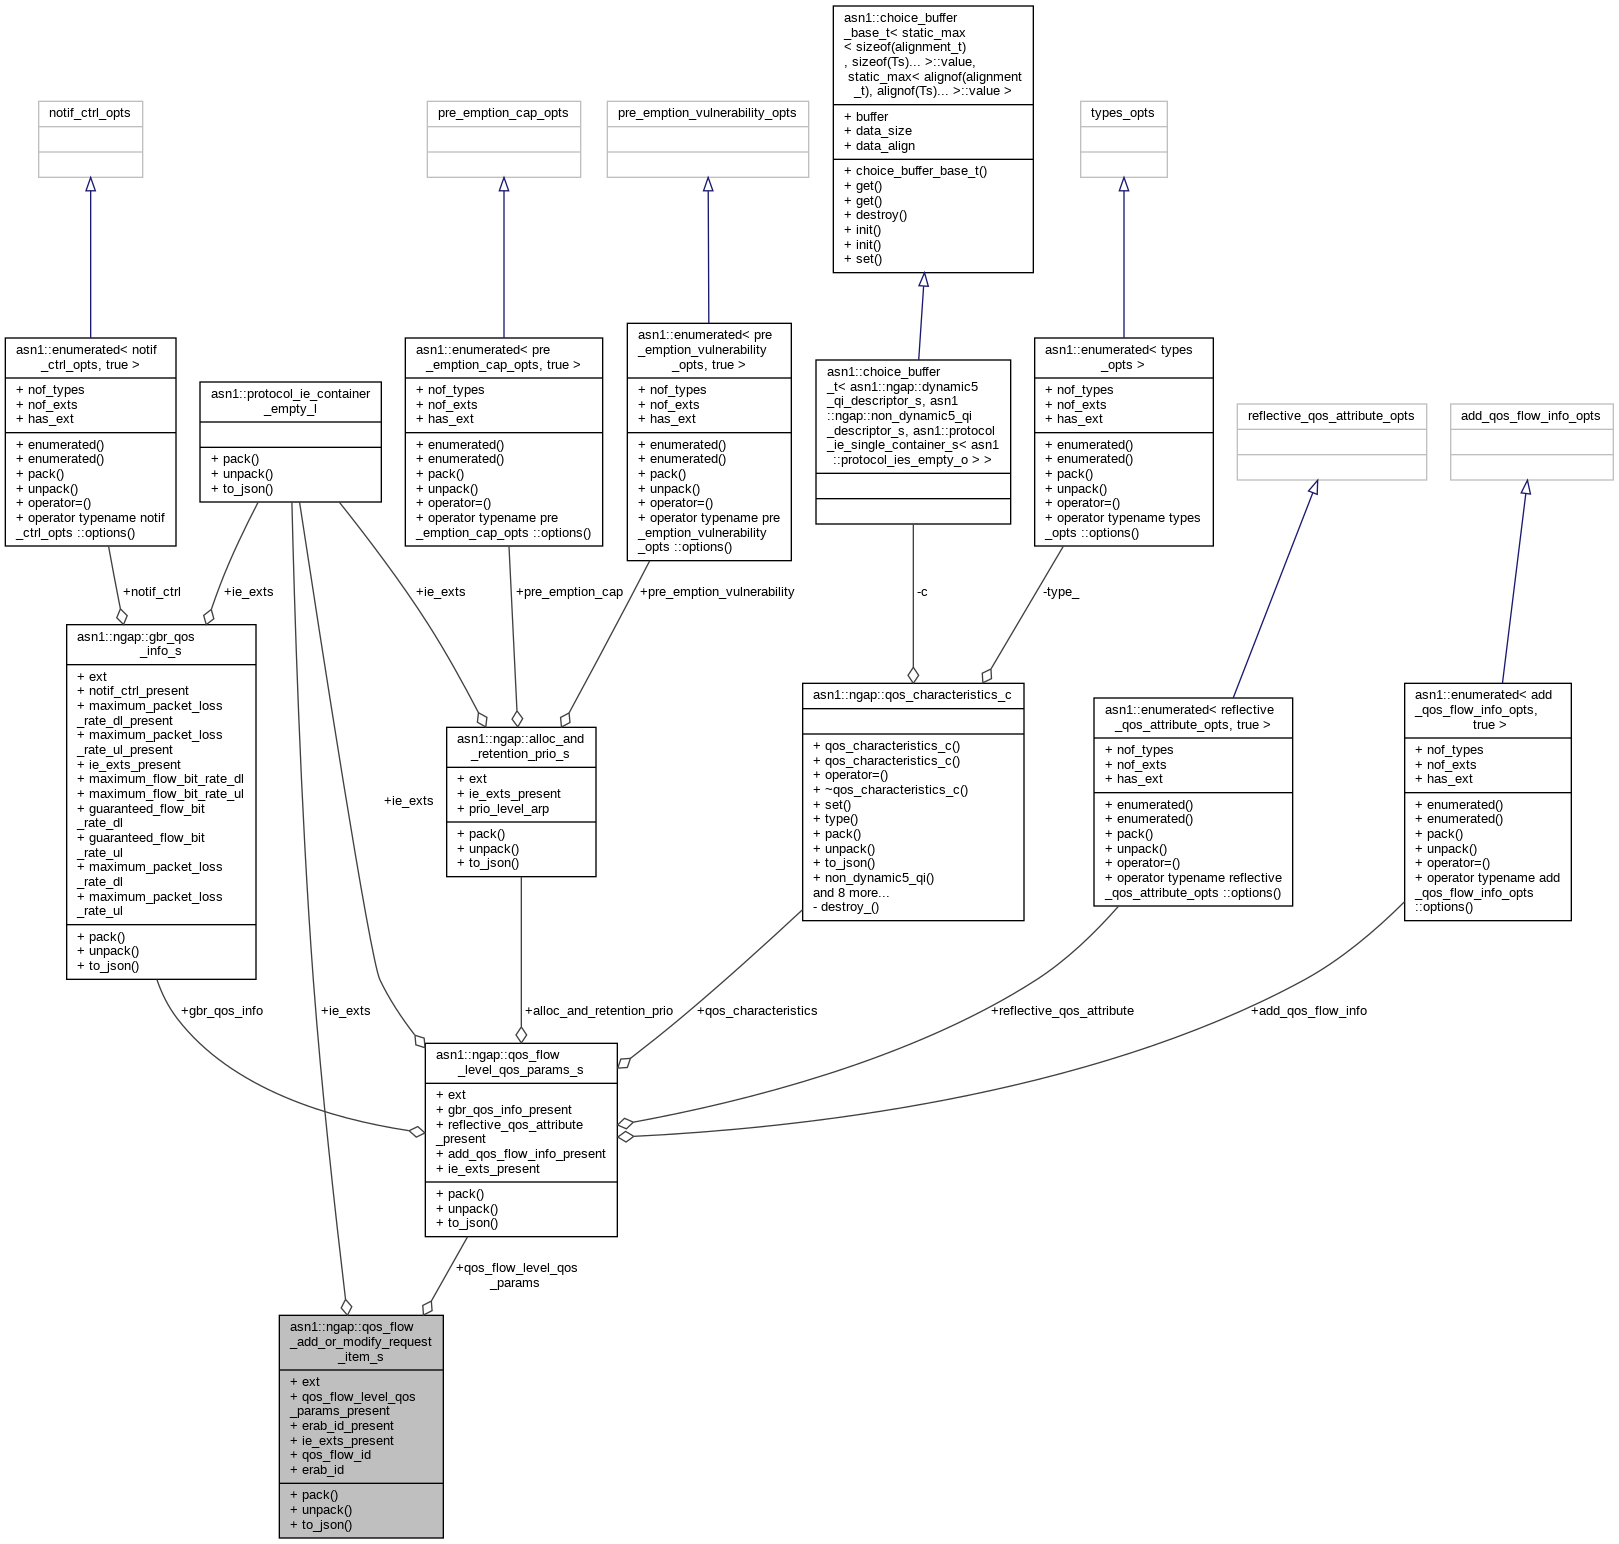 asn1::choice_buffer
_base_t< static_max
< sizeof(alignment_t)
, sizeof(Ts)... >::value,
static_max< alignof(alignment
_t), alignof(Ts)... >::value >
+ buffer
+ data_size
+ data_align
+ choice_buffer_base_t()
+ get()
+ get()
+ destroy()
+ init()
+ init()
+ set()
notif_ctrl_opts
pre_emption_cap_opts
pre_emption_vulnerability_opts
types_opts
asn1::enumerated< notif
_ctrl_opts, true >
+ nof_types
+ nof_exts
+ has_ext
+ enumerated()
+ enumerated()
+ pack()
+ unpack()
+ operator=()
+ operator typename notif
_ctrl_opts ::options()
asn1::protocol_ie_container
_empty_l
+ pack()
+ unpack()
+ to_json()
asn1::enumerated< pre
_emption_cap_opts, true >
+ nof_types
+ nof_exts
+ has_ext
+ enumerated()
+ enumerated()
+ pack()
+ unpack()
+ operator=()
+ operator typename pre
_emption_cap_opts ::options()
asn1::enumerated< pre
_emption_vulnerability
_opts, true >
+ nof_types
+ nof_exts
+ has_ext
+ enumerated()
+ enumerated()
+ pack()
+ unpack()
+ operator=()
+ operator typename pre
_emption_vulnerability
_opts ::options()
asn1::choice_buffer
_t< asn1::ngap::dynamic5
_qi_descriptor_s, asn1
::ngap::non_dynamic5_qi
_descriptor_s, asn1::protocol
_ie_single_container_s< asn1
::protocol_ies_empty_o > >
asn1::enumerated< types
_opts >
+ nof_types
+ nof_exts
+ has_ext
+ enumerated()
+ enumerated()
+ pack()
+ unpack()
+ operator=()
+ operator typename types
_opts ::options()
reflective_qos_attribute_opts
add_qos_flow_info_opts
+notif_ctrl
+ie_exts
+ie_exts
+pre_emption_cap
+pre_emption_vulnerability
-c
-type_
asn1::ngap::gbr_qos
_info_s
+ ext
+ notif_ctrl_present
+ maximum_packet_loss
_rate_dl_present
+ maximum_packet_loss
_rate_ul_present
+ ie_exts_present
+ maximum_flow_bit_rate_dl
+ maximum_flow_bit_rate_ul
+ guaranteed_flow_bit
_rate_dl
+ guaranteed_flow_bit
_rate_ul
+ maximum_packet_loss
_rate_dl
+ maximum_packet_loss
_rate_ul
+ pack()
+ unpack()
+ to_json()
asn1::ngap::alloc_and
_retention_prio_s
+ ext
+ ie_exts_present
+ prio_level_arp
+ pack()
+ unpack()
+ to_json()
asn1::ngap::qos_characteristics_c
+ qos_characteristics_c()
+ qos_characteristics_c()
+ operator=()
+ ~qos_characteristics_c()
+ set()
+ type()
+ pack()
+ unpack()
+ to_json()
+ non_dynamic5_qi()
and 8 more...
- destroy_()
asn1::enumerated< reflective
_qos_attribute_opts, true >
+ nof_types
+ nof_exts
+ has_ext
+ enumerated()
+ enumerated()
+ pack()
+ unpack()
+ operator=()
+ operator typename reflective
_qos_attribute_opts ::options()
asn1::enumerated< add
_qos_flow_info_opts,
true >
+ nof_types
+ nof_exts
+ has_ext
+ enumerated()
+ enumerated()
+ pack()
+ unpack()
+ operator=()
+ operator typename add
_qos_flow_info_opts
::options()
+ie_exts
+gbr_qos_info
+ie_exts
+alloc_and_retention_prio
+qos_characteristics
+reflective_qos_attribute
+add_qos_flow_info
asn1::ngap::qos_flow
_level_qos_params_s
+ ext
+ gbr_qos_info_present
+ reflective_qos_attribute
_present
+ add_qos_flow_info_present
+ ie_exts_present
+ pack()
+ unpack()
+ to_json()
+qos_flow_level_qos
_params
asn1::ngap::qos_flow
_add_or_modify_request
_item_s
+ ext
+ qos_flow_level_qos
_params_present
+ erab_id_present
+ ie_exts_present
+ qos_flow_id
+ erab_id
+ pack()
+ unpack()
+ to_json()